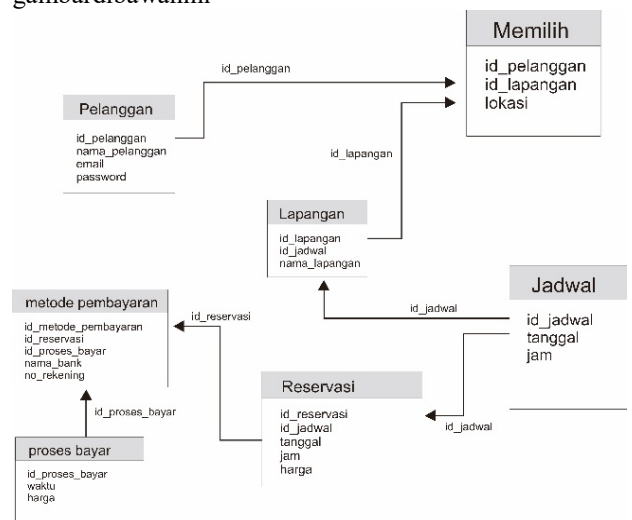 Memilih
id_pelanggan
id_lapangan
lokasi
id_pelanggan
Pelanggan
id_pelanggan
nama_pelanggan
email
password
id_lapangan
Lapangan
id_lapangan
id_jadwal
nama_lapangan
Jadwal
id_jadwal
tanggal
jam
id_jadwal
metode pembayaran
id_metode_pembayaran
id_reservasi
id_proses_bayar
nama_bank
no_rekening
id_reservasi
Reservasi
id_reservasi
id_jadwal
tanggal
jam
harga
id_jadwal
id_proses_bayar
proses bayar
id_proses_bayar
waktu
harga